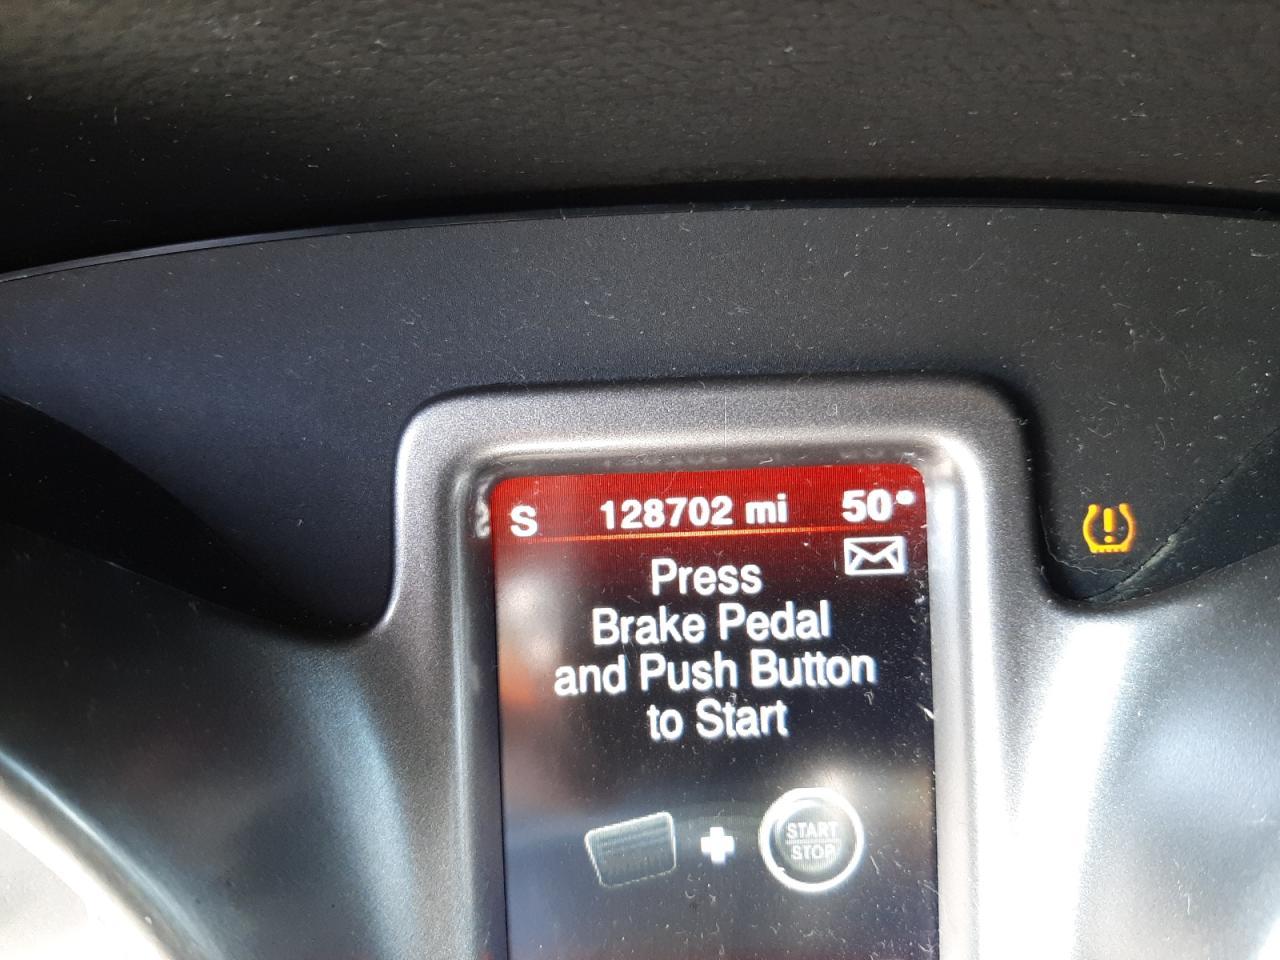 S 128702 mi 50°
Press
Brake Pedal
and Push Button
to Start
START
STOP